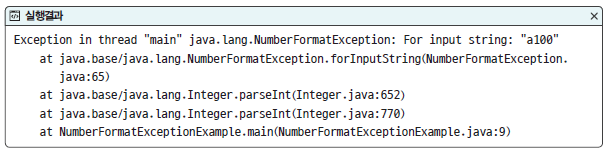 실행결과
Exception in thread "main" java.lang.NumberFormatException: For input string: "a100"
at java.base/java.lang.NumberFormatException.forInputString(NumberFormatException.
java:65)
at java.base/java.lang.Integer.parseInt(Integer.java:652)
at java.base/java.lang.Integer.parseInt(Integer.java:770)
at NumberFormatExceptionExample.main(NumberFormatExceptionExample.java:9)